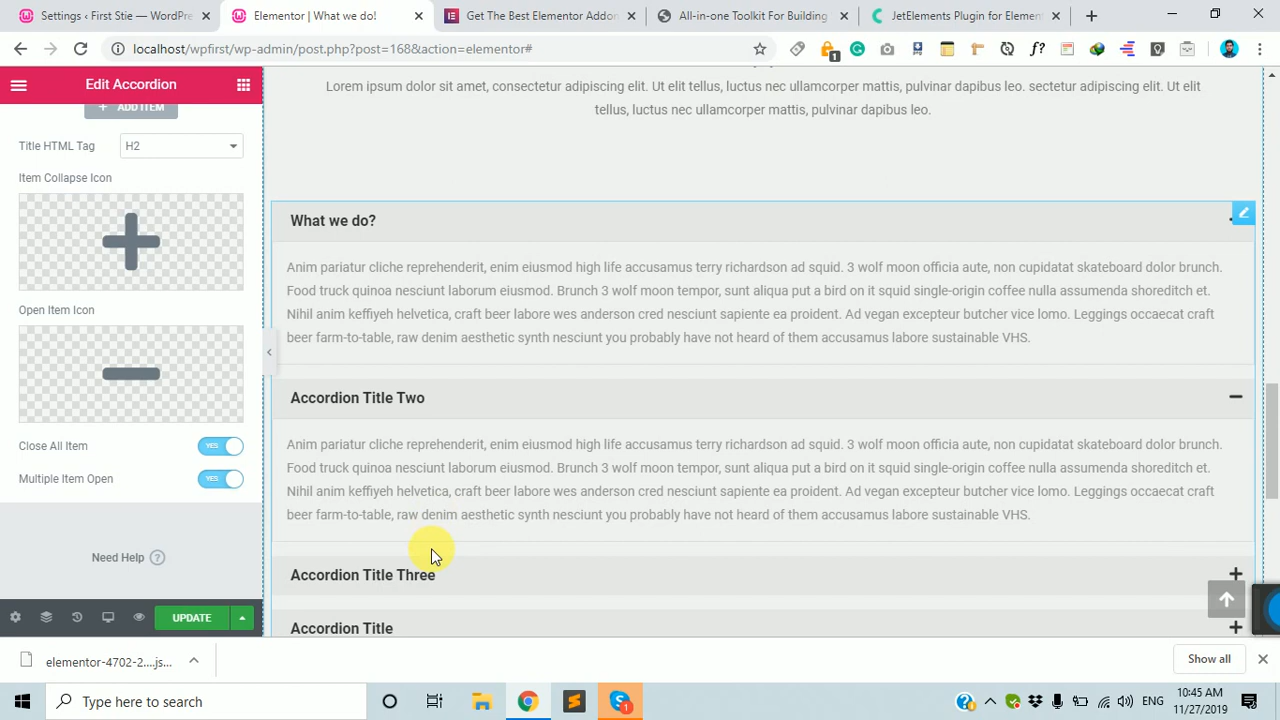 Settings ‹ First — WordPre
Elementor | What we do!
Get The Best Elementor Addon
All-in-one Toolkit For Building
JetElements Plugin for Element
localhost/wpfirst/wp-admin/post.php?post=168&action=elementor#
1
f?
Edit Accordion
ADD ITEM
Title HTML Tag
H2
Item Collapse Icon
Open Item Icon
Close All Item
YES
Multiple Item Open
YES
Need Help
?
UPDATE
Lorem ipsum dolor sit amet, consectetur adipiscing elit. Ut elit tellus, luctus nec ullamcorper mattis, pulvinar dapibus leo. sectetur adipiscing elit. Ut elit
tellus, luctus nec ullamcorper mattis, pulvinar dapibus leo.
What we do?
Anim pariatur cliche reprehenderit, enim eiusmod high life accusamus terry richardson ad squid. 3 wolf moon officia aute, non cupidatat skateboard dolor brunch.
Food truck quinoa nesciunt laborum eiusmod. Brunch 3 wolf moon tempor, sunt aliqua put a bird on it squid single-origin coffee nulla assumenda shoreditch et.
Nihil anim keffiyeh helvetica, craft beer labore wes anderson cred nesciunt sapiente ea proident. Ad vegan excepteur butcher vice lomo. Leggings occaecat craft
beer farm-to-table, raw denim aesthetic synth nesciunt you probably have not heard of them accusamus labore sustainable VHS.
Accordion Title Two
Anim pariatur cliche reprehenderit, enim eiusmod high life accusamus terry richardson ad squid. 3 wolf moon officia aute, non cupidatat skateboard dolor brunch.
Food truck quinoa nesciunt laborum eiusmod. Brunch 3 wolf moon tempor, sunt aliqua put a bird on it squid single-origin coffee nulla assumenda shoreditch et.
Nihil anim keffiyeh helvetica, craft beer labore wes anderson cred nesciunt sapiente ea proident. Ad vegan excepteur butcher vice lomo. Leggings occaecat craft
beer farm-to-table, raw denim aesthetic synth nesciunt you probably have not heard of them accusamus labore sustainable VHS.
Accordion Title Three
Accordion Title
elementor-4702-2....js...
Show all
Type here to search
1
ENG
10:45 AM
11/27/2019